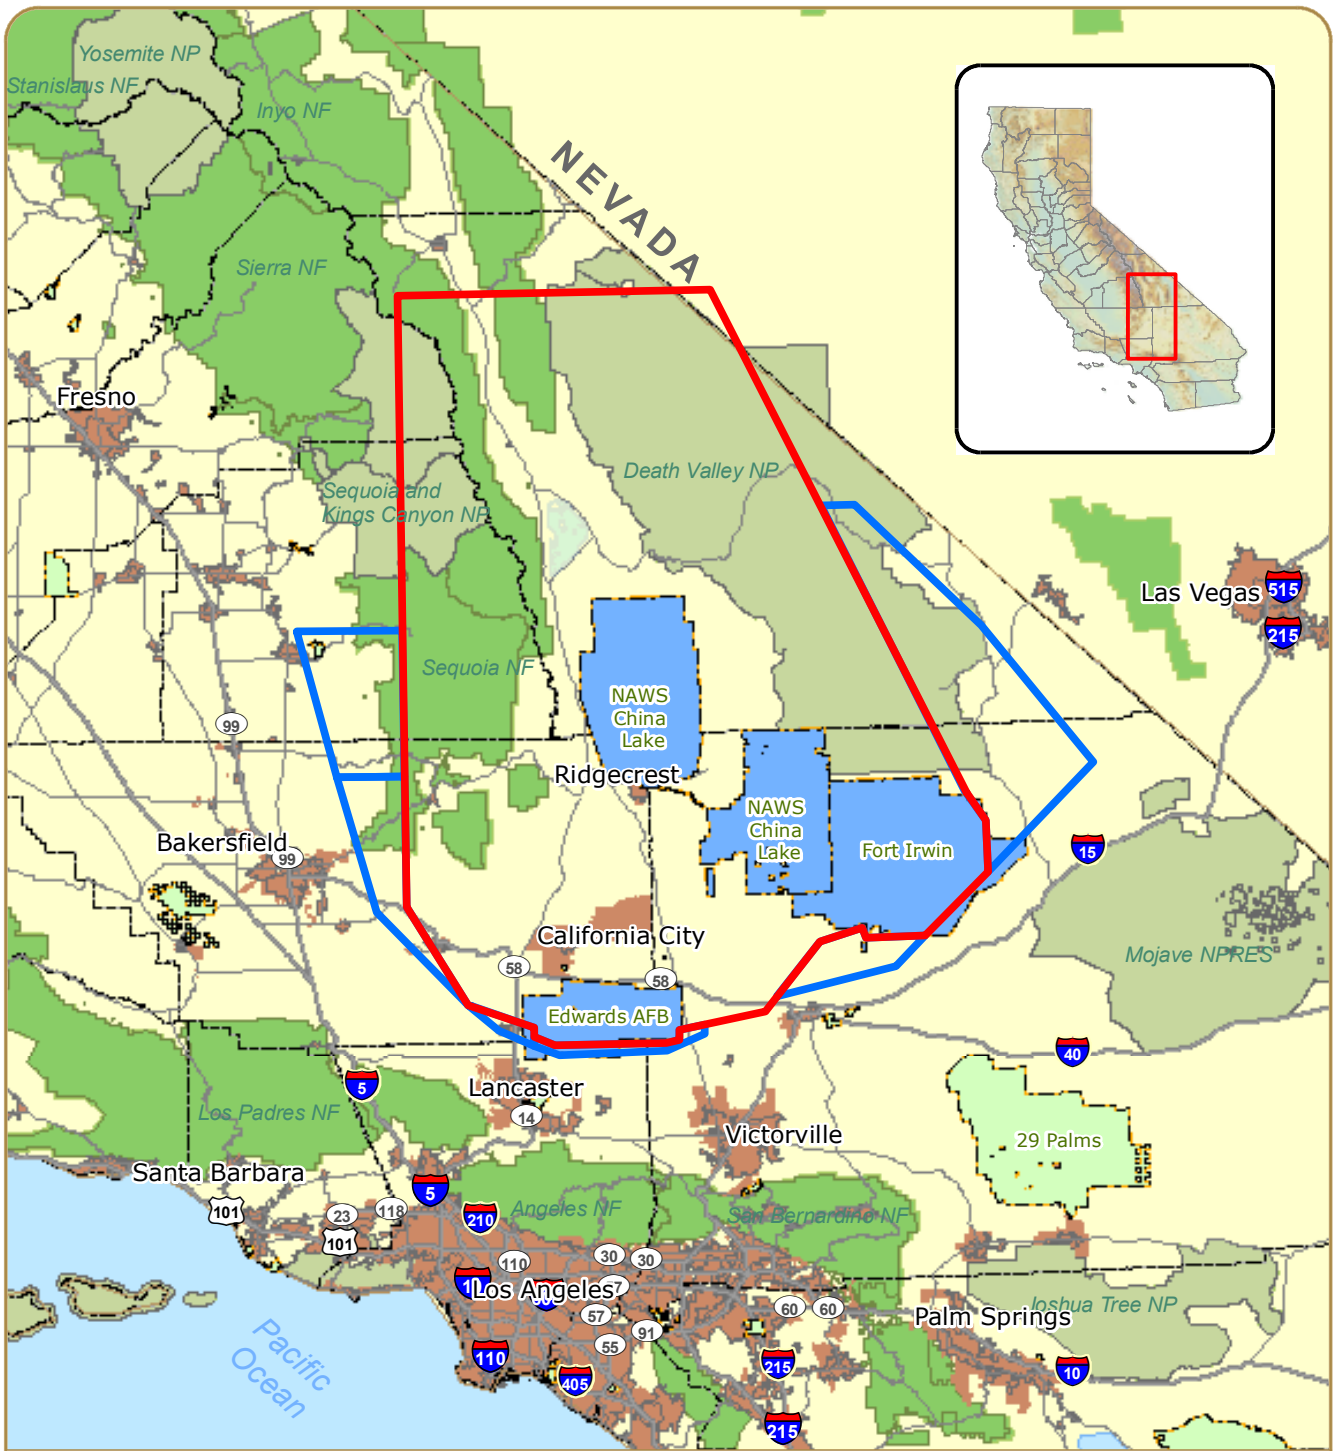 Yosemite NP
Stanislaus NF
Inyo NF
NEVADA
Sierra NF
Fresno
Death Valley NP
Sequoia and
Kings Canyon NP
Las Vegas
515
215
Sequoia NF
NAWS
China
Lake
99
Ridgecrest
NAWS
China
Lake
Fort Irwin
15
Bakersfield
99
California City
58
58
Mojave NPRES
Edwards AFB
40
5
Lancaster
14
Los Padres NF
Victorville
29 Palms
Santa Barbara
5
101
23
118
101
210
Angeles NF
San Bernardino NF
110
30
30
Los Angeles
57
60
60
91
55
Joshua Tree NP
Palm Springs
110
405
215
10
215
Pacific
Ocean